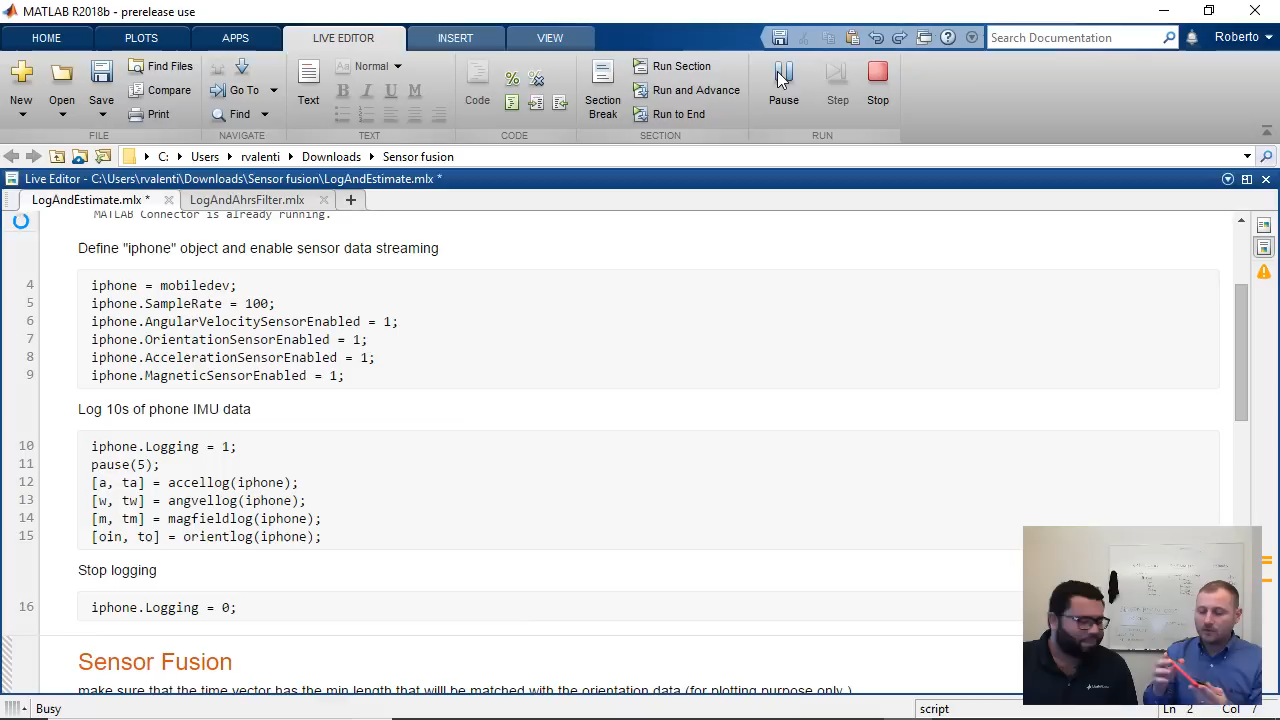 MATLAB R2018b - prerelease use
HOME PLOTS APPS LIVE EDITOR INSERT VIEW
Search Documentation Roberto
New Open Save Find Files Compare Print
FILE
Go To Find
NAVIGATE
Text Aa Normal B I U M
TEXT
Code
CODE
Section Break Run Section Run and Advance Run to End
SECTION
Pause Step Stop
RUN
C: Users rvalenti Downloads Sensor fusion
Live Editor - C:\Users\rvalenti\Downloads\Sensor fusion\LogAndEstimate.mlx *
LogAndEstimate.mlx * LogAndAhrsFilter.mlx
MATLAB Connector is already running.
Define "iphone" object and enable sensor data streaming
4 iphone = mobiledev;
5 iphone.SampleRate = 100;
6 iphone.AngularVelocitySensorEnabled = 1;
7 iphone.OrientationSensorEnabled = 1;
8 iphone.AccelerationSensorEnabled = 1;
9 iphone.MagneticSensorEnabled = 1;
Log 10s of phone IMU data
10 iphone.Logging = 1;
11 pause(5);
12 [a, ta] = accellog(iphone);
13 [w, tw] = angvellog(iphone);
14 [m, tm] = magfieldlog(iphone);
15 [oin, to] = orientlog(iphone);
Stop logging
16 iphone.Logging = 0;
Sensor Fusion
make sure that the time vector has the min length that willl be matched with the orientation data (for plotting purpose only )
Busy script Ln 2 Col 7